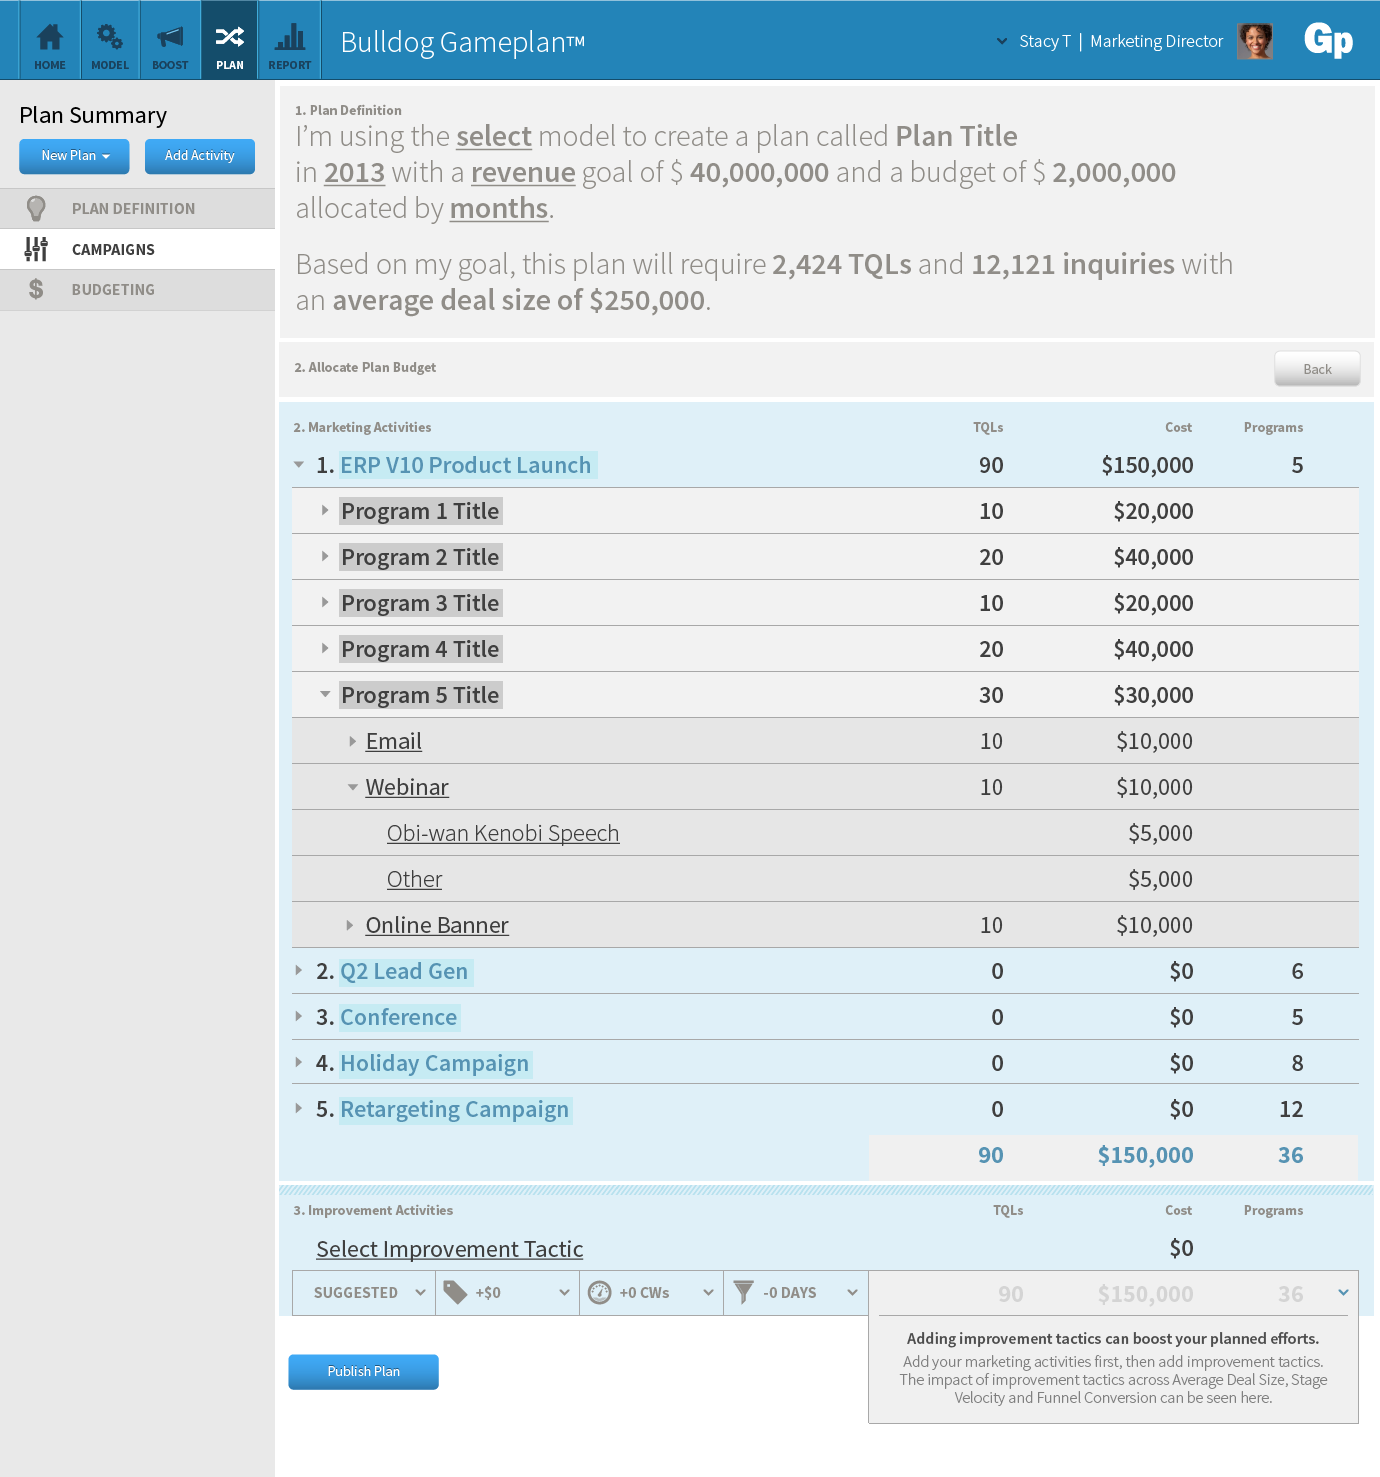 HOME MODEL BOOST PLAN REPORT Bulldog Gameplan™ Stacy T | Marketing Director Gp
Plan Summary
New Plan Add Activity
PLAN DEFINITION
CAMPAIGNS
$ BUDGETING
1. Plan Definition
I'm using the select model to create a plan called Plan Title
in 2013 with a revenue goal of $ 40,000,000 and a budget of $ 2,000,000
allocated by months.
Based on my goal, this plan will require 2,424 TQLs and 12,121 inquiries with
an average deal size of $250,000.
2. Allocate Plan Budget Back
2. Marketing Activities TQLs Cost Programs
1. ERP V10 Product Launch 90 $150,000 5
Program 1 Title 10 $20,000
Program 2 Title 20 $40,000
Program 3 Title 10 $20,000
Program 4 Title 20 $40,000
Program 5 Title 30 $30,000
Email 10 $10,000
Webinar 10 $10,000
Obi-wan Kenobi Speech $5,000
Other $5,000
Online Banner 10 $10,000
2. Q2 Lead Gen 0 $0 6
3. Conference 0 $0 5
4. Holiday Campaign 0 $0 8
5. Retargeting Campaign 0 $0 12
90 $150,000 36
3. Improvement Activities TQLs Cost Programs
Select Improvement Tactic $0
SUGGESTED +$0 +0 CWs -0 DAYS 90 $150,000 36
Adding improvement tactics can boost your planned efforts.
Add your marketing activities first, then add improvement tactics.
The impact of improvement tactics across Average Deal Size, Stage
Velocity and Funnel Conversion can be seen here.
Publish Plan